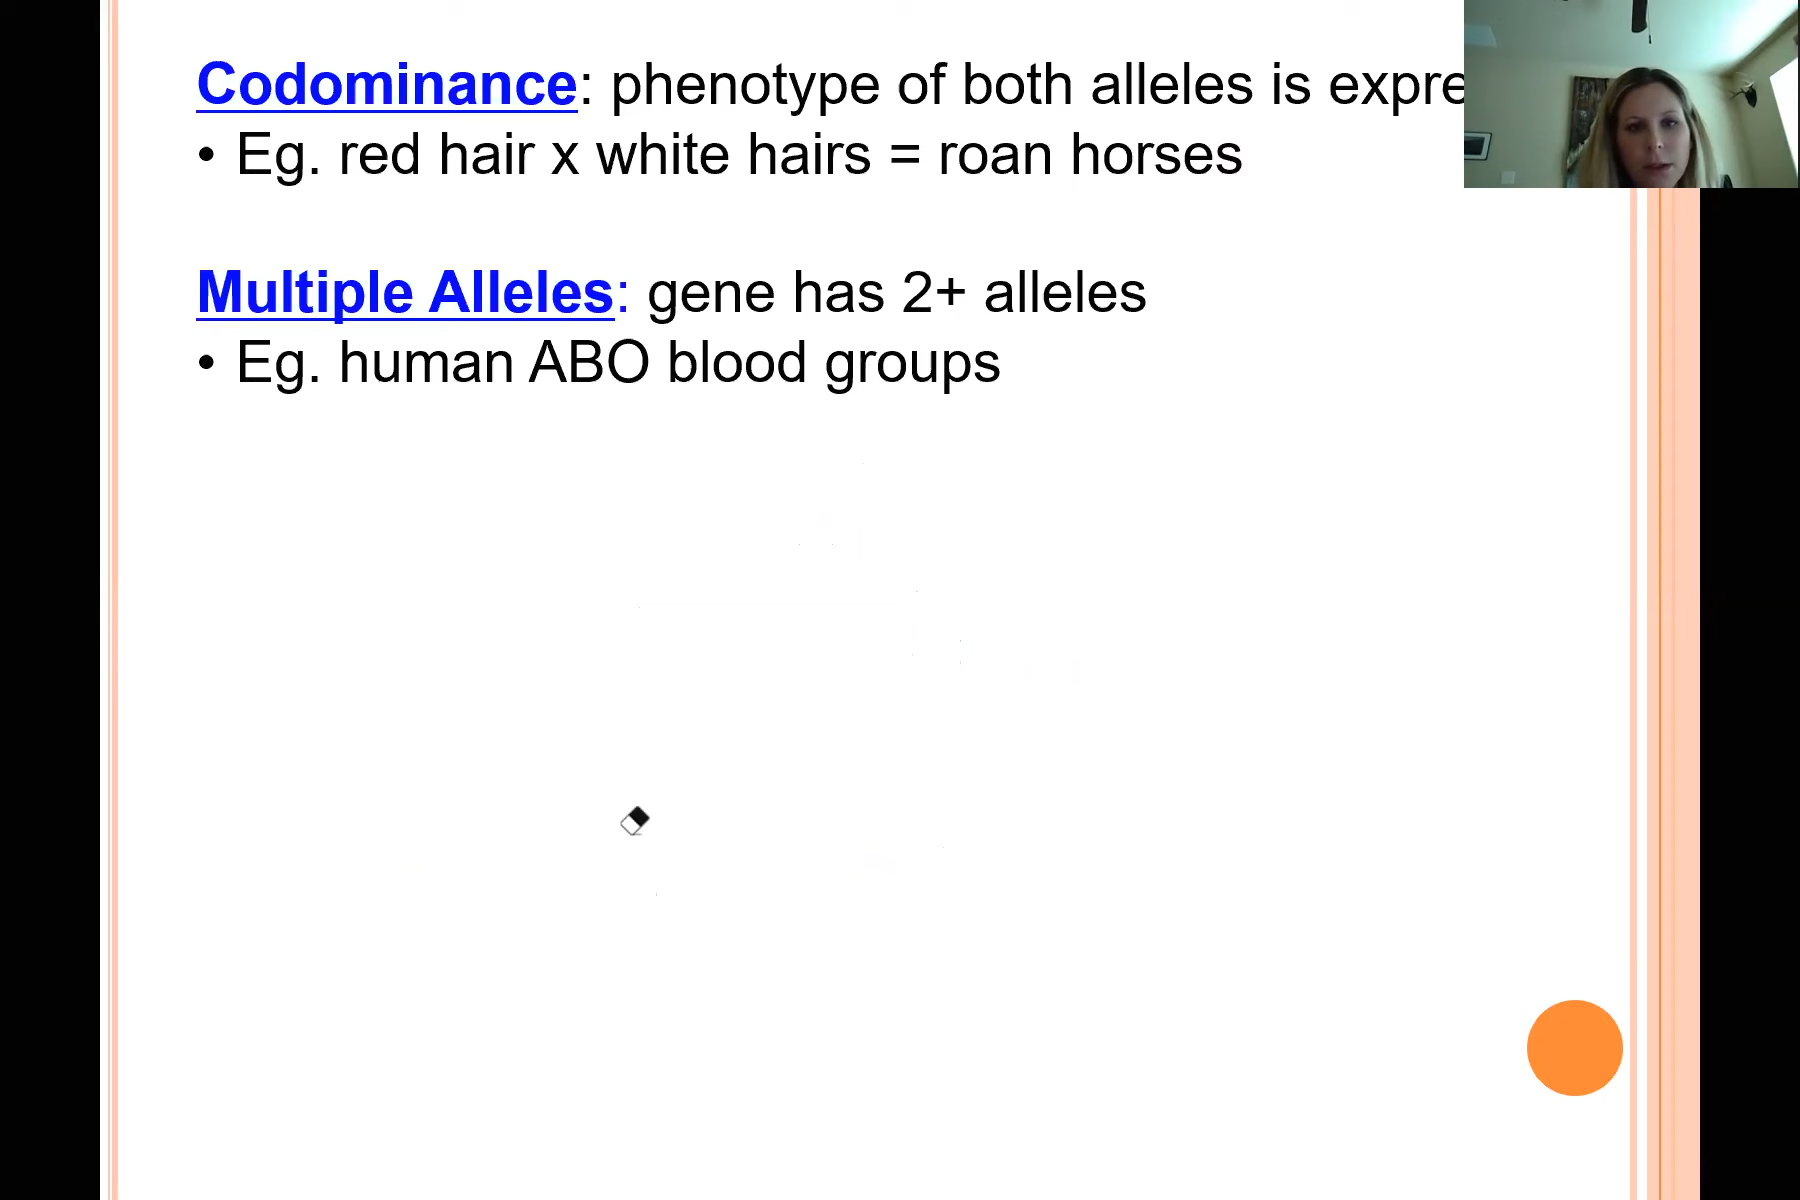 Codominance: phenotype of both alleles is expre
• Eg. red hair x white hairs = roan horses
Multiple Alleles: gene has 2+ alleles
• Eg. human ABO blood groups